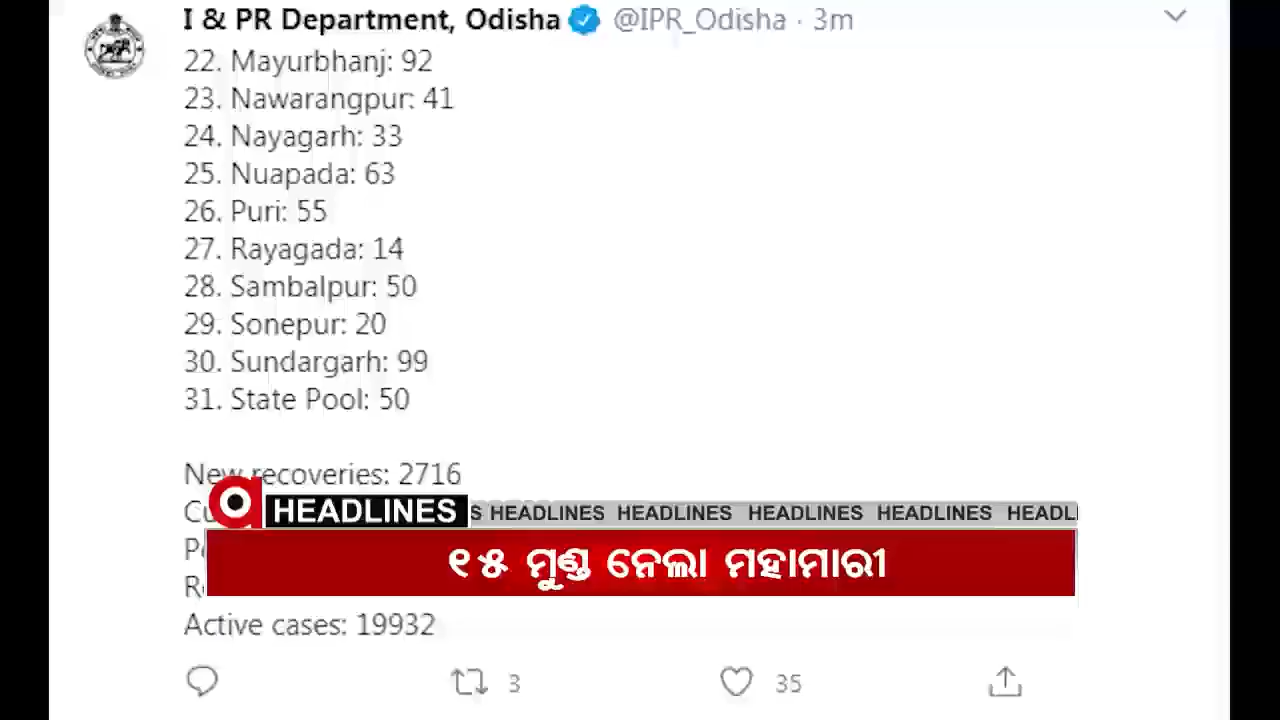 I & PR Department, Odisha @IPR_Odisha · 3m
22. Mayurbhanj: 92
23. Nawarangpur: 41
24. Nayagarh: 33
25. Nuapada: 63
26. Puri: 55
27. Rayagada: 14
28. Sambalpur: 50
29. Sonepur: 20
30. Sundargarh: 99
31. State Pool: 50
New recoveries: 2716
HEADLINES S HEADLINES HEADLINES HEADLINES HEADLINES HEADL
୧୫ ମୁଣ୍ଡ ନେଲା ମହାମାରୀ
Active cases: 19932
3 35